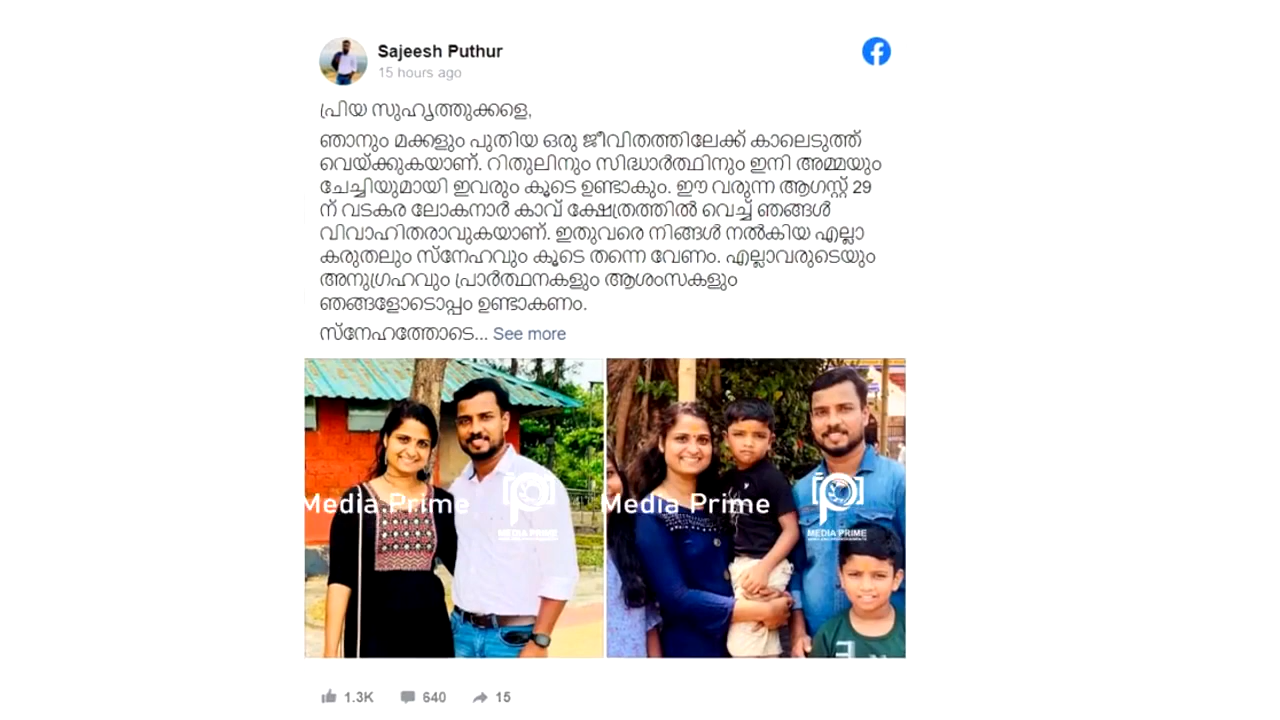 Sajeesh Puthur
15 hours ago
പ്രിയ സുഹൃത്തുക്കളെ,
ഞാനും മക്കളും പുതിയ ഒരു ജീവിതത്തിലേക്ക് കാലെടുത്ത്
വെയ്ക്കുകയാണ്. റിതുലിനും സിദ്ധാർത്ഥിനും ഇനി അമ്മയും
ചേച്ചിയുമായി ഇവരും കൂടെ ഉണ്ടാകും. ഈ വരുന്ന ആഗസ്റ്റ് 29
ന് വടകര ലോകനാർ കാവ് ക്ഷേത്രത്തിൽ വെച്ച് ഞങ്ങൾ
വിവാഹിതരാവുകയാണ്. ഇതുവരെ നിങ്ങൾ നൽകിയ എല്ലാ
കരുതലും സ്നേഹവും കൂടെ തന്നെ വേണം. എല്ലാവരുടെയും
അനുഗ്രഹവും പ്രാർത്ഥനകളും ആശംസകളും
ഞങ്ങളോടൊപ്പം ഉണ്ടാകണം.
സ്നേഹത്തോടെ... See more
Media Prime
MEDIA PRIME
Media Prime
MEDIA PRIME
1.3K 640 15